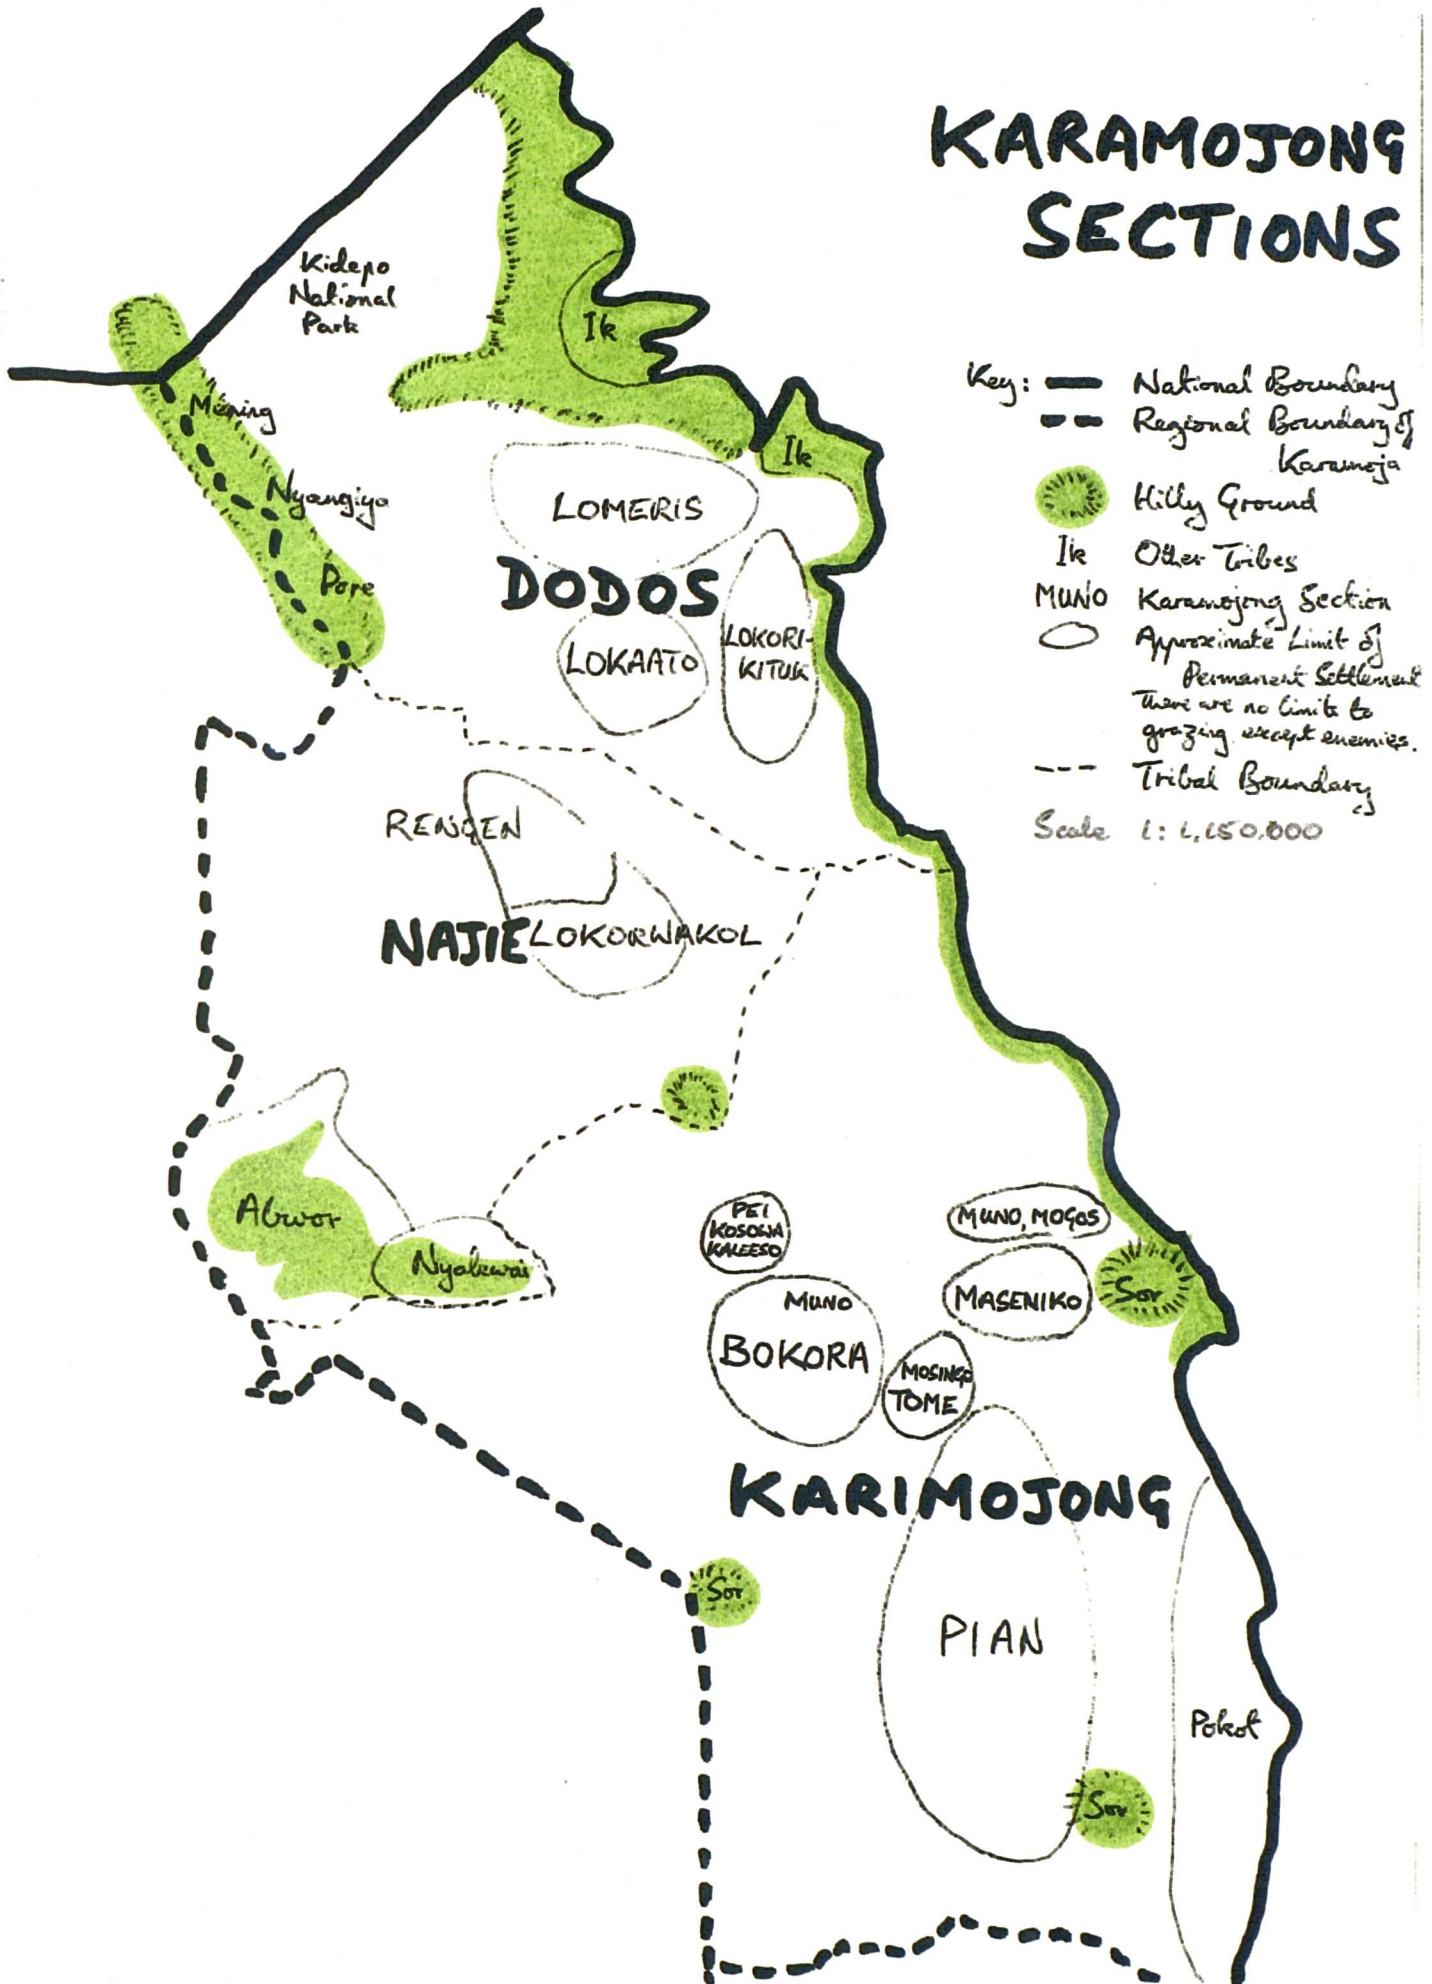 KARAMOJONG
SECTIONS
Kidepo
National
Park
Ik
Key:
National Boundary
Regional Boundary of
Karamoja
Hilly Ground
Ik
Other Tribes
MUNO
Karamojong Section
Approximate Limit of
Permanent Settlement
There are no limits to
grazing except enemies.
Tribal Boundary
Scale 1:1,150,000
Mening
Ik
Nyangiya
LOMERIS
Pore
DODOS
LOKAATO
LOKORI-
KITUK
RENGEN
NAJIE
LOKORWAKOL
Abwor
Nyakwai
PEI
KOSOWA
KALEESO
MUNO, MOGOS
Sor
MUNO
MASENIKO
BOKORA
MOSINGO
TOME
KARIMOJONG
Sor
PIAN
Pokot
Sor